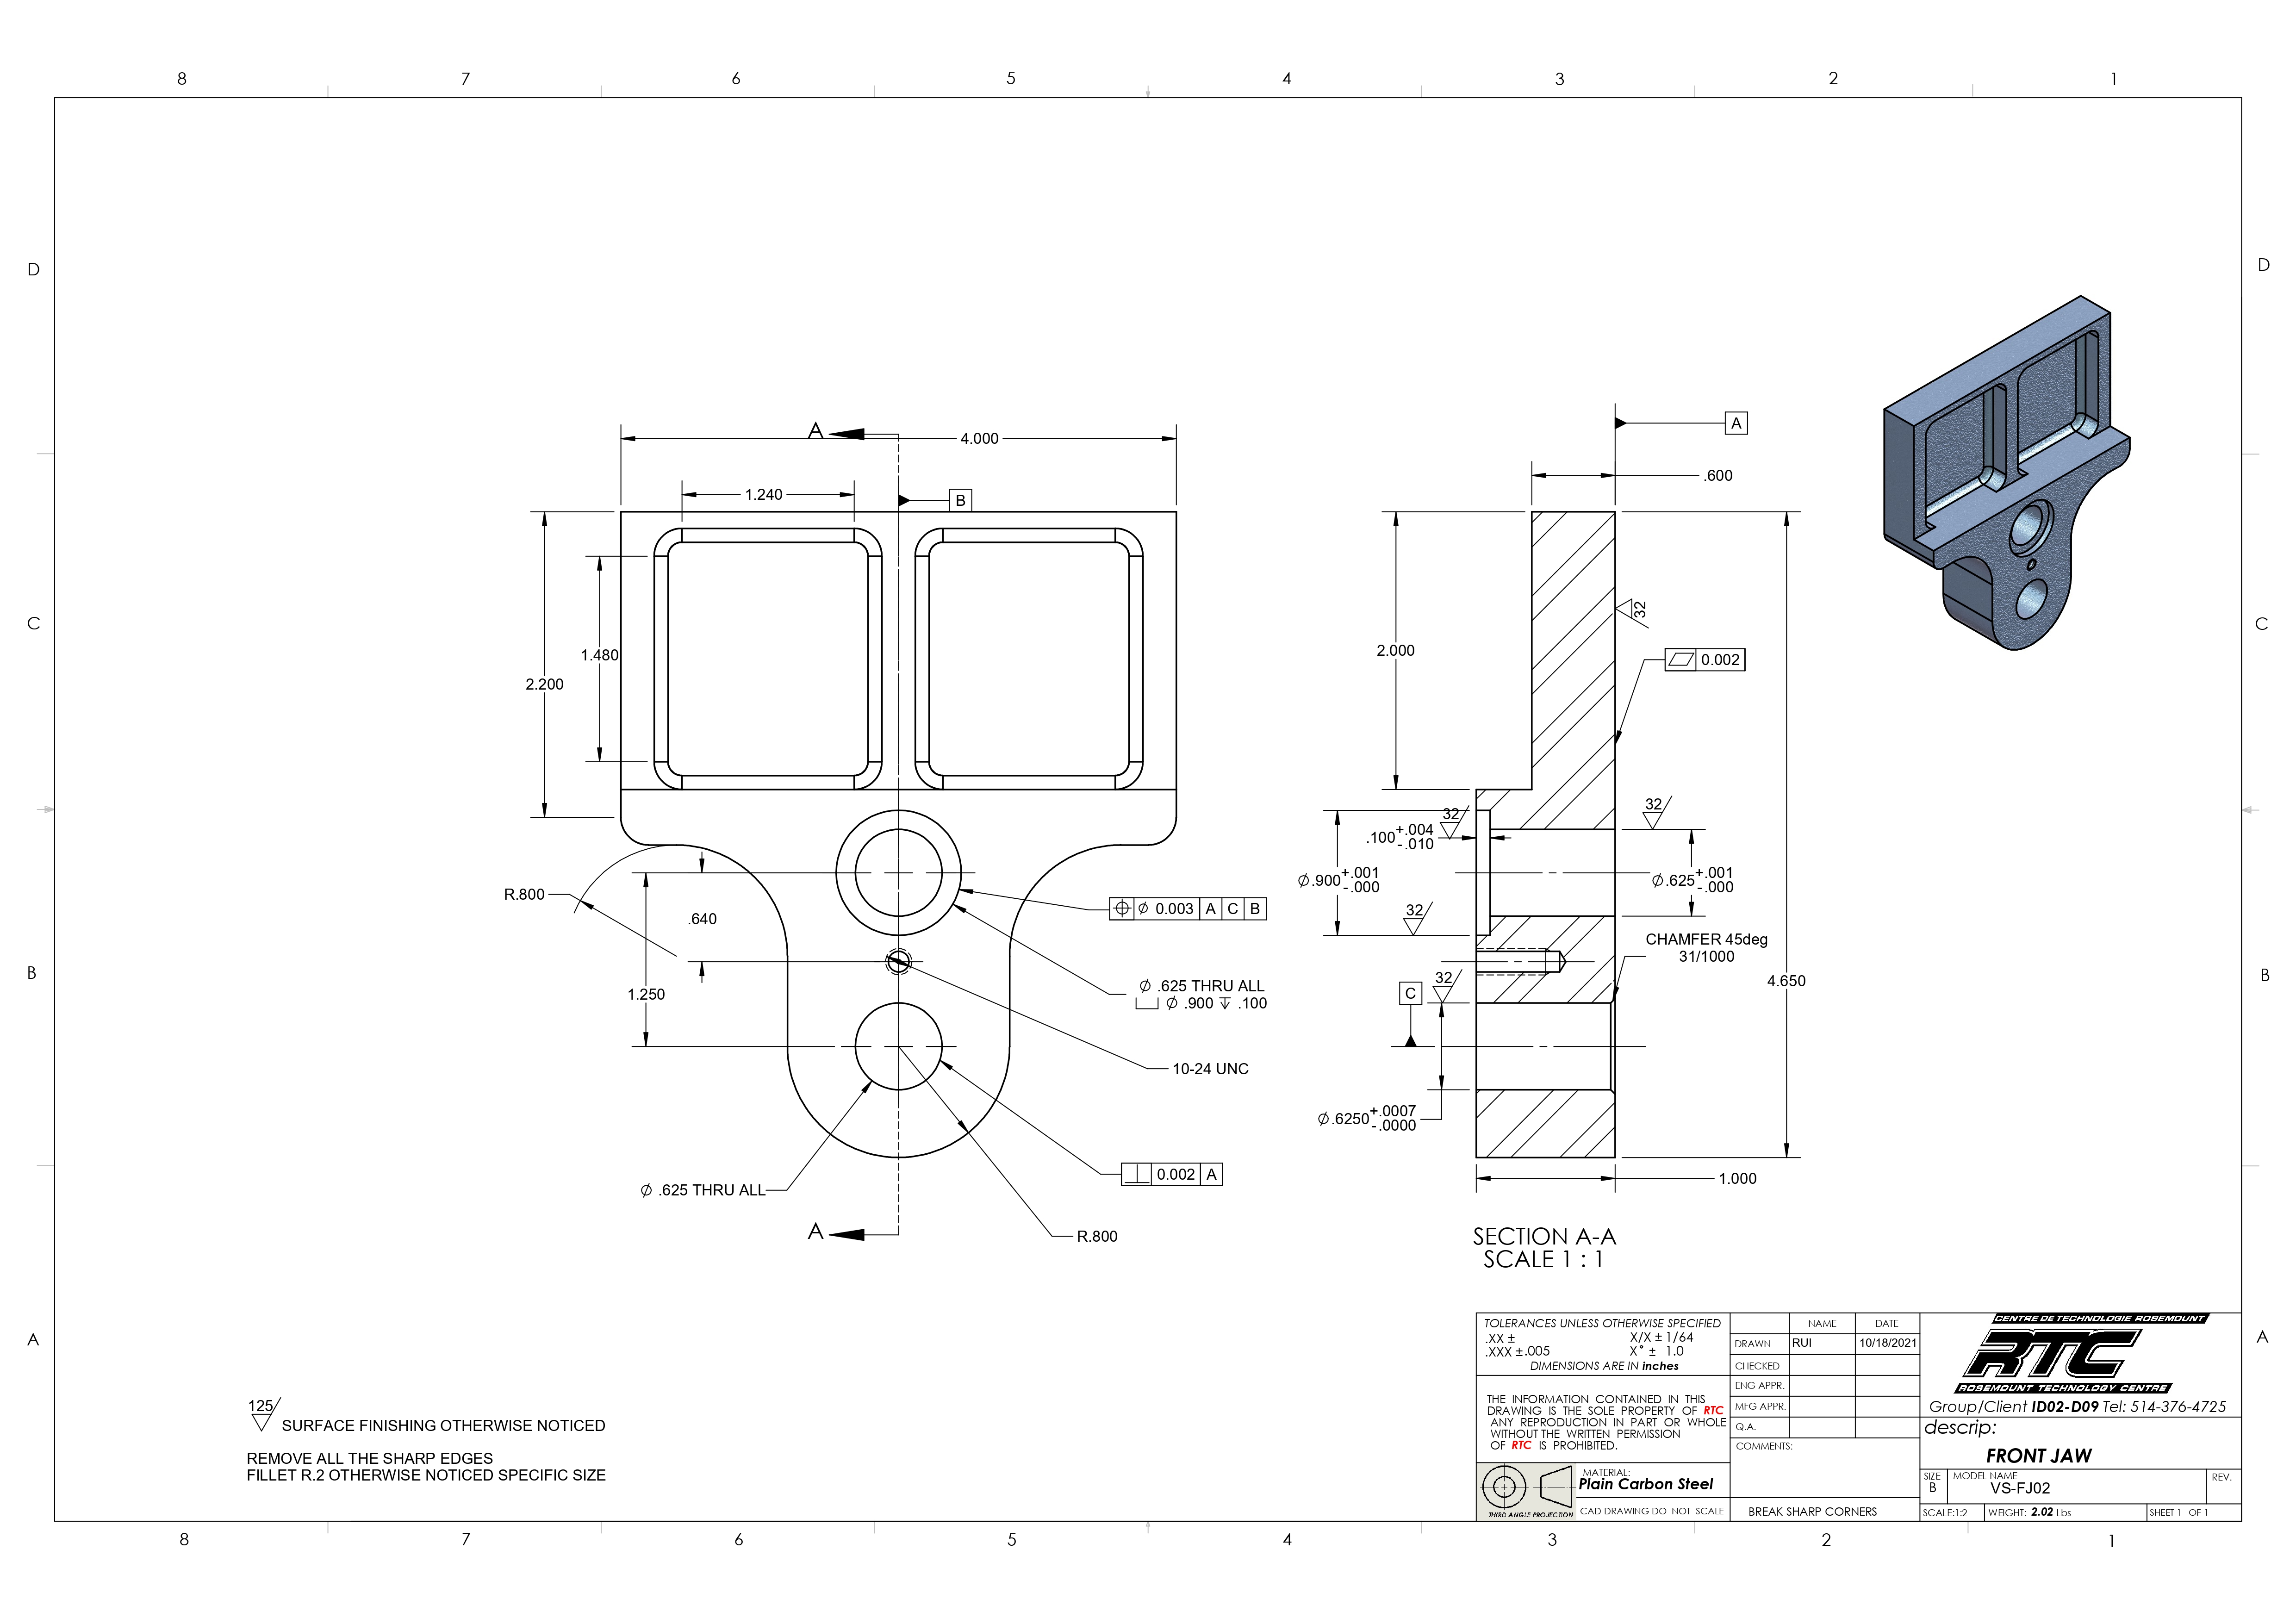 8 7 6 5 4 3 2 1
D D
C C
B B
A A
A
4.000
1.240
B
1.480
2.200
R.800
.640
1.250
⌖ ⌀ 0.003 A C B
⌀ .625 THRU ALL
⌴ ⌀ .900 ↧ .100
10-24 UNC
⌀ .625 THRU ALL
⟂ 0.002 A
R.800
A
A
.600
2.000
32
⏥ 0.002
32
32
.100 +.004 -.010
⌀.900 +.001 -.000
⌀.625 +.001 -.000
32
CHAMFER 45deg
31/1000
32
C
4.650
⌀.6250 +.0007 -.0000
1.000
SECTION A-A
SCALE 1 : 1
125
SURFACE FINISHING OTHERWISE NOTICED
REMOVE ALL THE SHARP EDGES
FILLET R.2 OTHERWISE NOTICED SPECIFIC SIZE
TOLERANCES UNLESS OTHERWISE SPECIFIED
.XX ± X/X ± 1/64
.XXX ±.005 X° ± 1.0
DIMENSIONS ARE IN inches
THE INFORMATION CONTAINED IN THIS
DRAWING IS THE SOLE PROPERTY OF RTC
ANY REPRODUCTION IN PART OR WHOLE
WITHOUT THE WRITTEN PERMISSION
OF RTC IS PROHIBITED.
THIRD ANGLE PROJECTION
MATERIAL:
Plain Carbon Steel
CAD DRAWING DO NOT SCALE
NAME DATE
DRAWN RUI 10/18/2021
CHECKED
ENG APPR.
MFG APPR.
Q.A.
COMMENTS:
BREAK SHARP CORNERS
CENTRE DE TECHNOLOGIE ROSEMOUNT
RTC
ROSEMOUNT TECHNOLOGY CENTRE
Group/Client ID02-D09 Tel: 514-376-4725
descrip:
FRONT JAW
SIZE MODEL NAME REV.
B VS-FJ02
SCALE:1:2 WEIGHT: 2.02 Lbs SHEET 1 OF 1
8 7 6 5 4 3 2 1